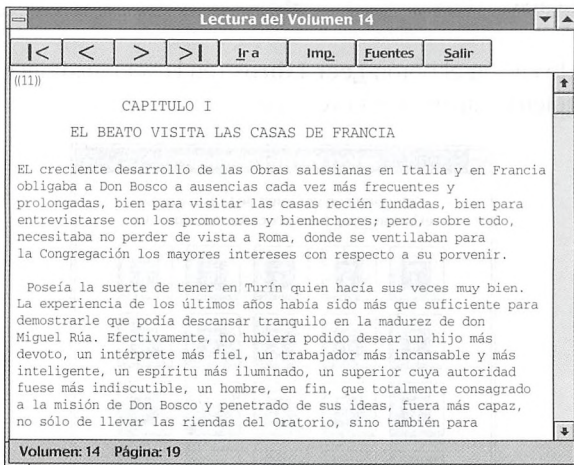 Lectura del Volumen 14
|< < > >| Ir a Imp. Fuentes Salir
((11))
CAPITULO I
EL BEATO VISITA LAS CASAS DE FRANCIA
EL creciente desarrollo de las Obras salesianas en Italia y en Francia
obligaba a Don Bosco a ausencias cada vez más frecuentes y
prolongadas, bien para visitar las casas recién fundadas, bien para
entrevistarse con los promotores y bienhechores; pero, sobre todo,
necesitaba no perder de vista a Roma, donde se ventilaban para
la Congregación los mayores intereses con respecto a su porvenir.
Poseía la suerte de tener en Turín quien hacía sus veces muy bien.
La experiencia de los últimos años había sido más que suficiente para
demostrarle que podía descansar tranquilo en la madurez de don
Miguel Rúa. Efectivamente, no hubiera podido desear un hijo más
devoto, un intérprete más fiel, un trabajador más incansable y más
inteligente, un espíritu más iluminado, un superior cuya autoridad
fuese más indiscutible, un hombre, en fin, que totalmente consagrado
a la misión de Don Bosco y penetrado de sus ideas, fuera más capaz,
no sólo de llevar las riendas del Oratorio, sino también para
Volumen: 14 Página: 19